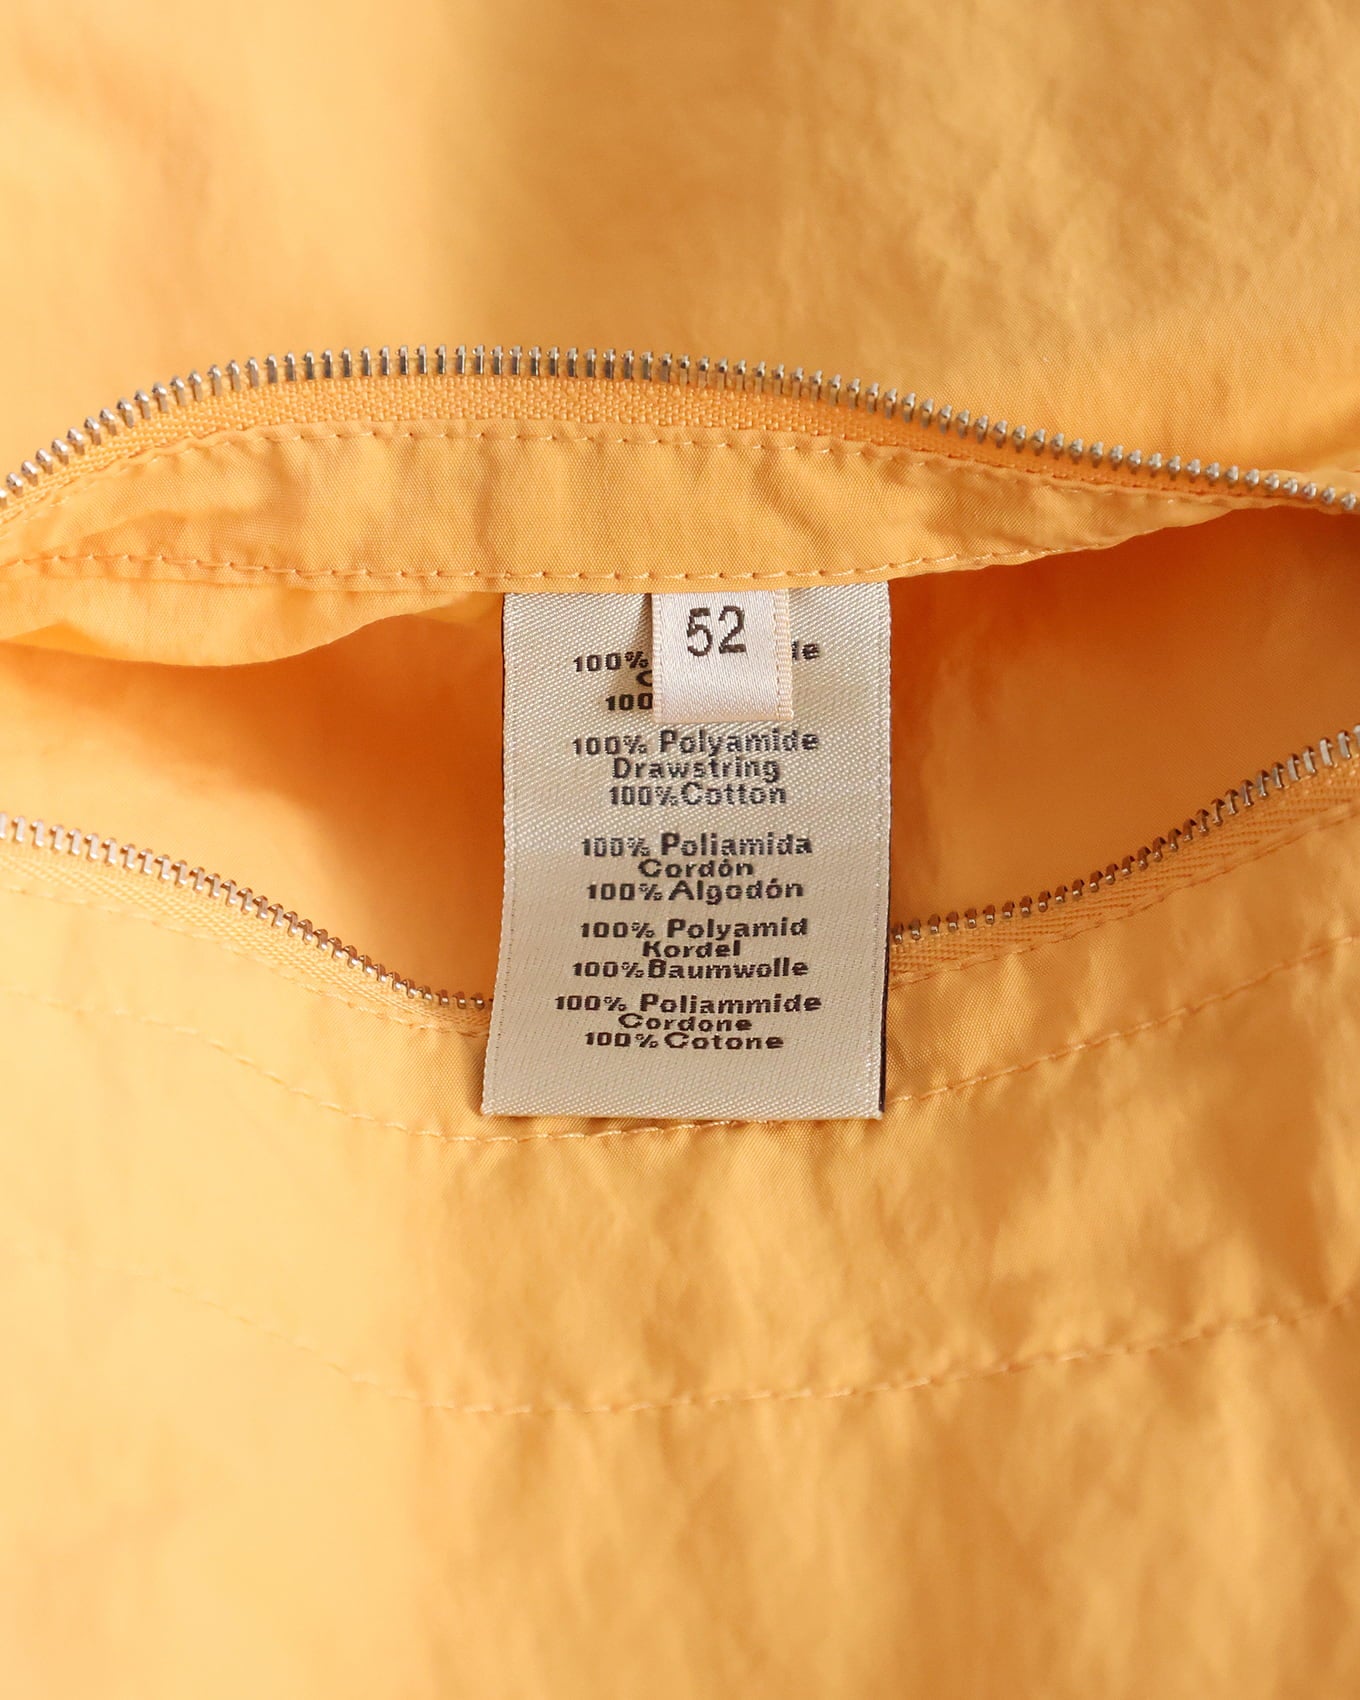 52
100%
100
100% Polyamide
Drawstring
100%Cotton
100% Poliamida
Cordón
100%Algodón
100% Polyamid
Kordel
100%Baumwolle
100% Poliammide
Cordone
100%Cotone